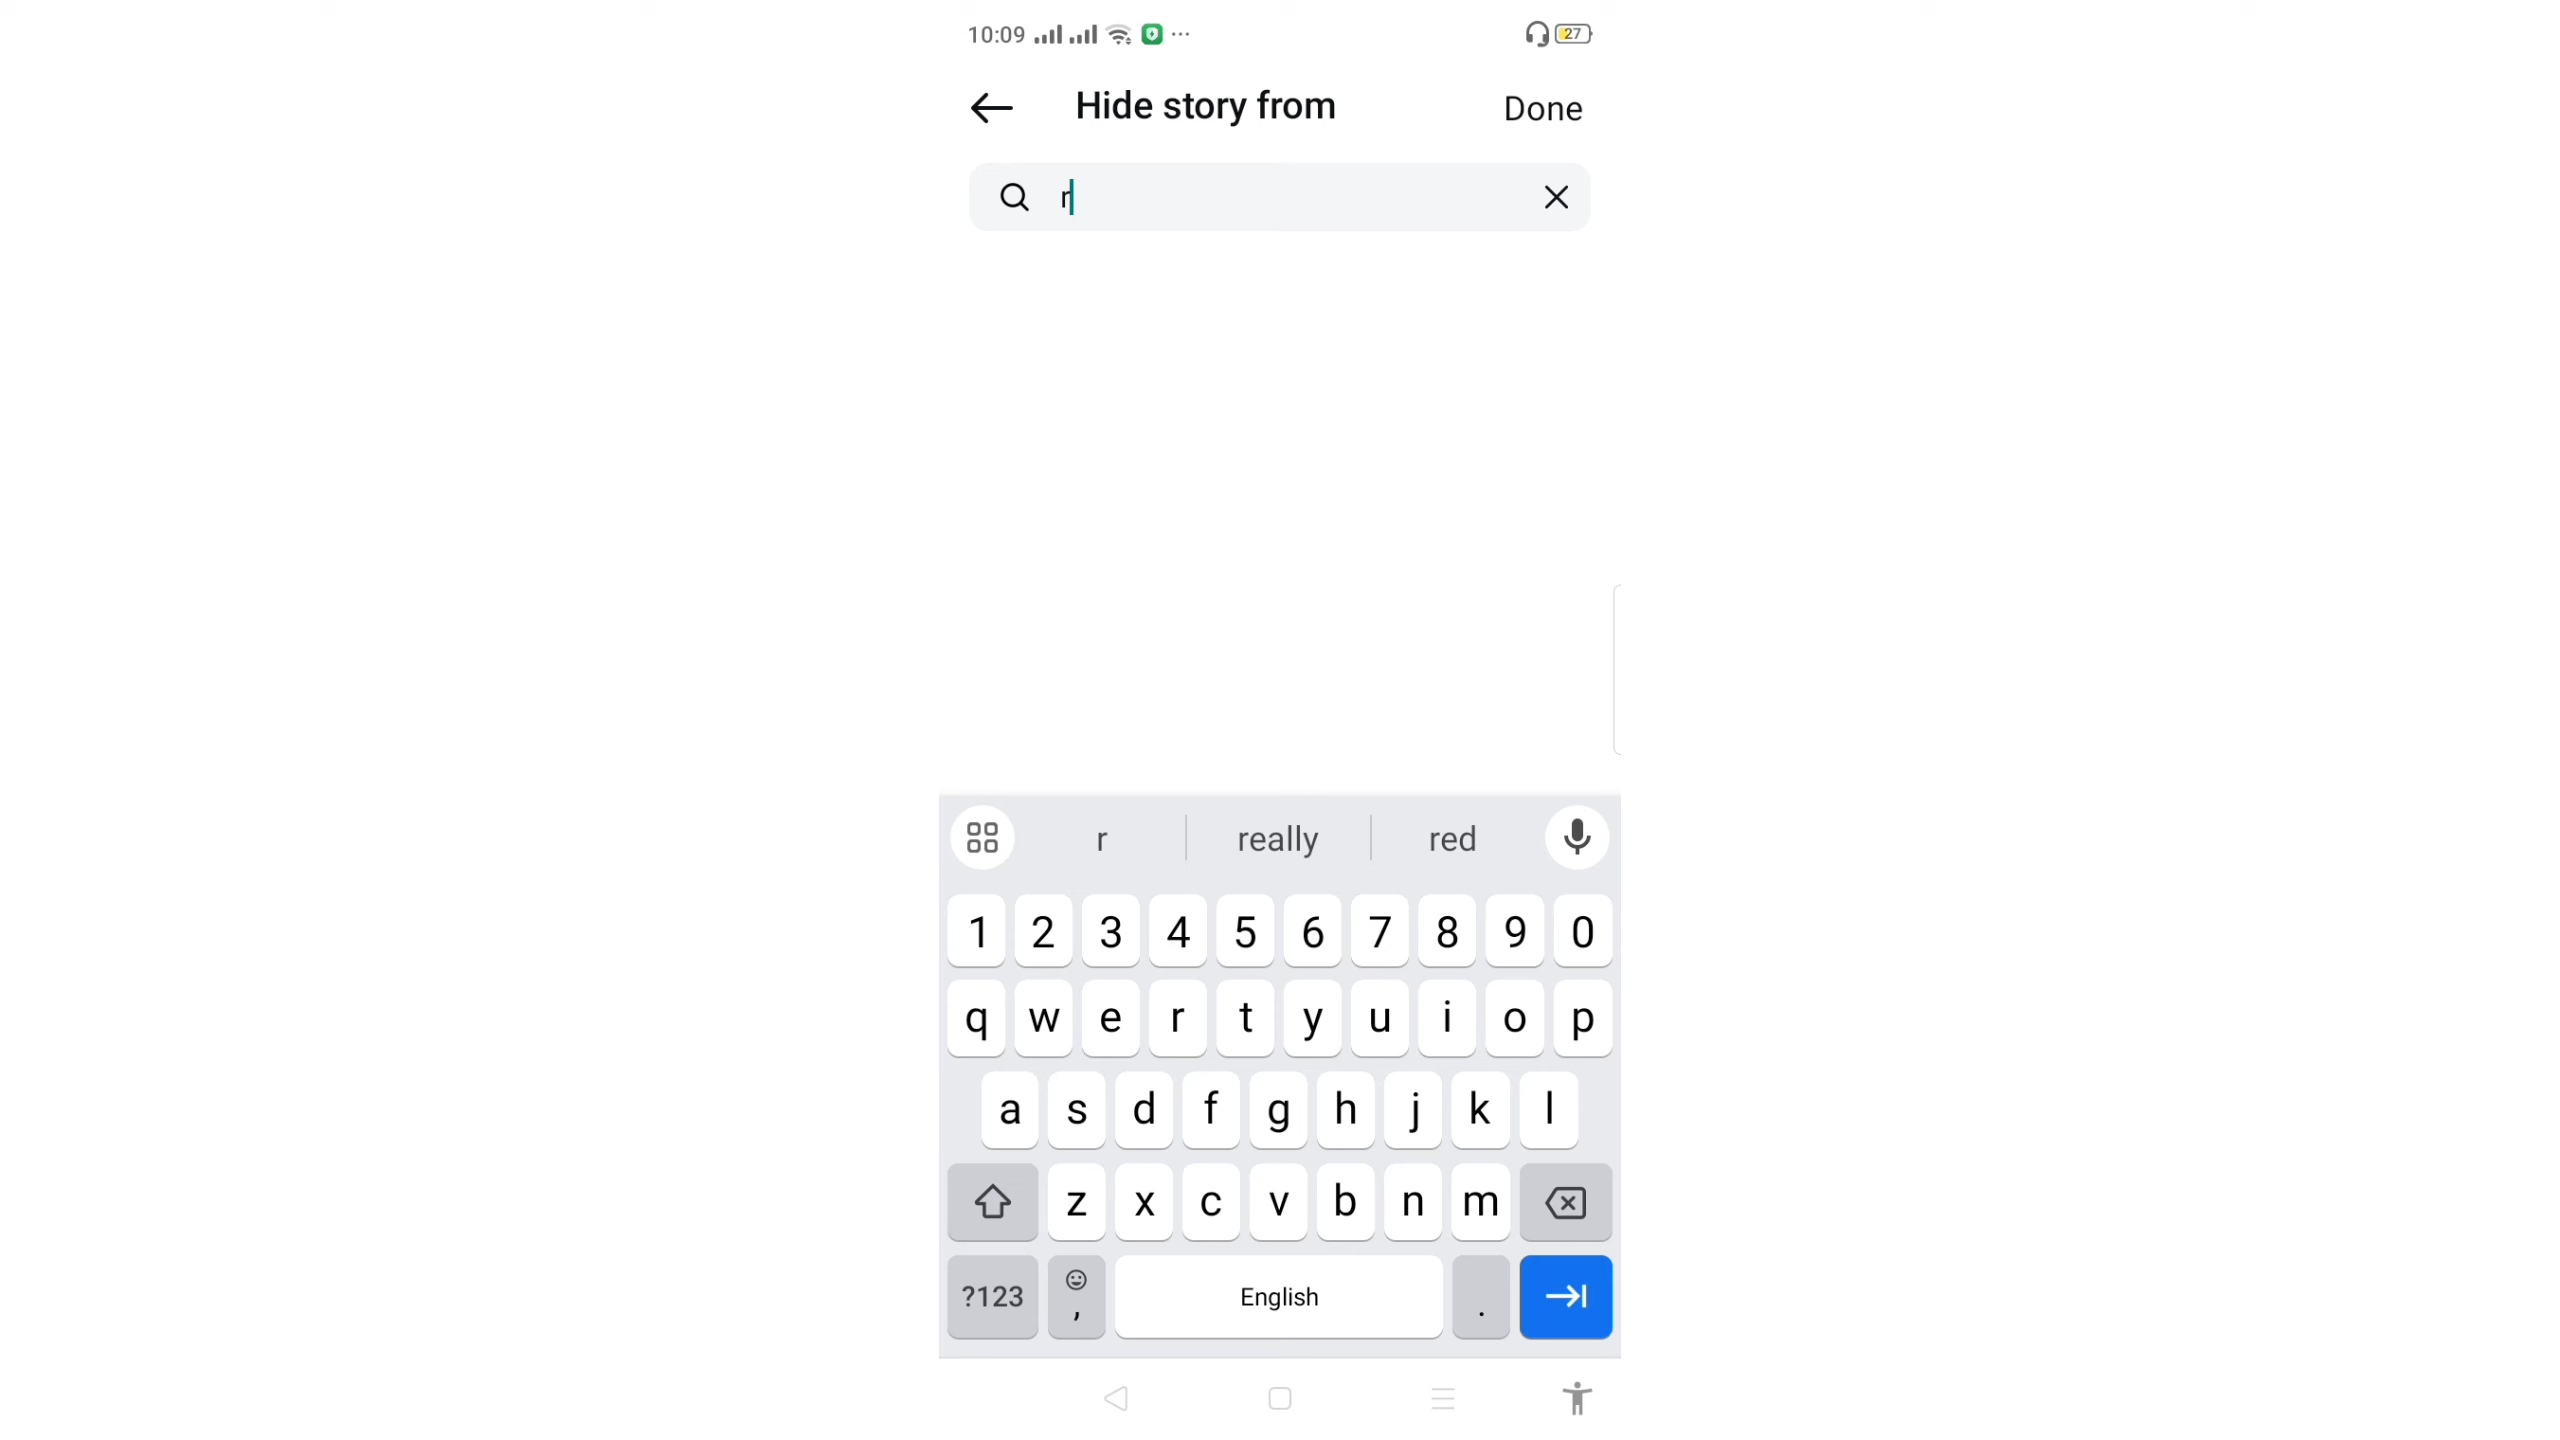 10:09 27
Hide story from Done
r
r really red
1 2 3 4 5 6 7 8 9 0
q w e r t y u i o p
a s d f g h j k l
z x c v b n m
?123 , English .